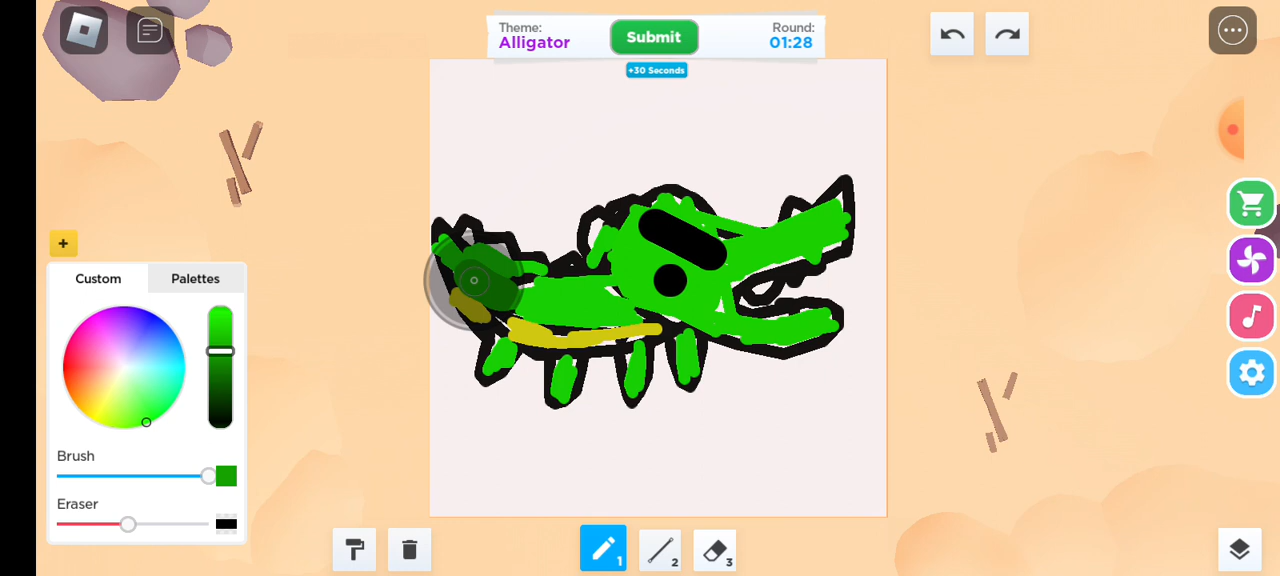 Theme:
Alligator
Submit
Round:
01:28
+30 Seconds
+
Custom
Palettes
Brush
Eraser
1
2
3